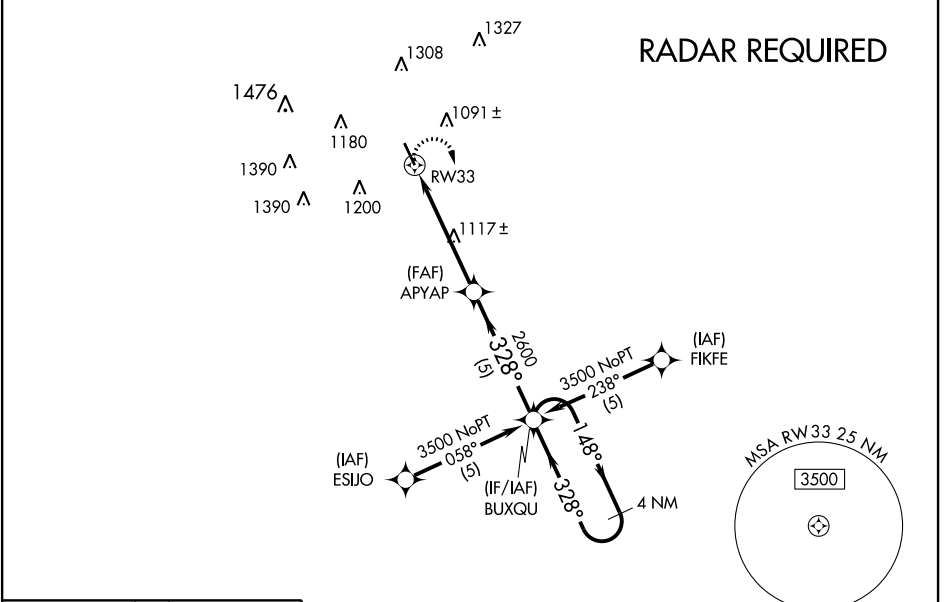 RADAR REQUIRED
1327
1308
1476
1091 ±
1180
1390
RW33
1390
1200
1117 ±
(FAF)
APYAP
2600
328°
(5)
(IAF)
FIKFE
3500 NoPT
238°
(5)
3500 NoPT
058°
(5)
(IAF)
ESIJO
(IF/IAF)
BUXQU
148°
328°
4 NM
MSA RW33 25 NM
3500